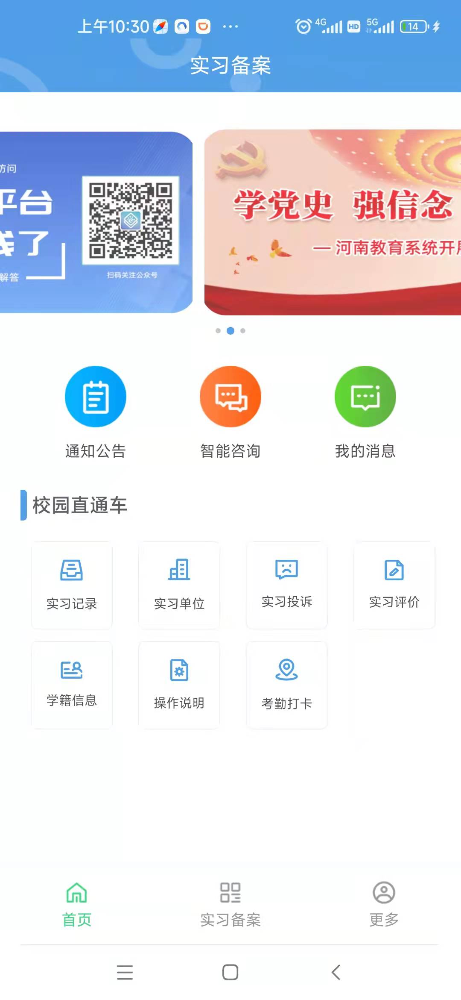 上午10:30
4G
HD
5G
14
实习备案
访问
平台
线了
解答
扫码关注公众号
学党史 强信念
— 河南教育系统开展
通知公告
智能咨询
我的消息
校园直通车
实习记录
实习单位
实习投诉
实习评价
学籍信息
操作说明
考勤打卡
首页
实习备案
更多